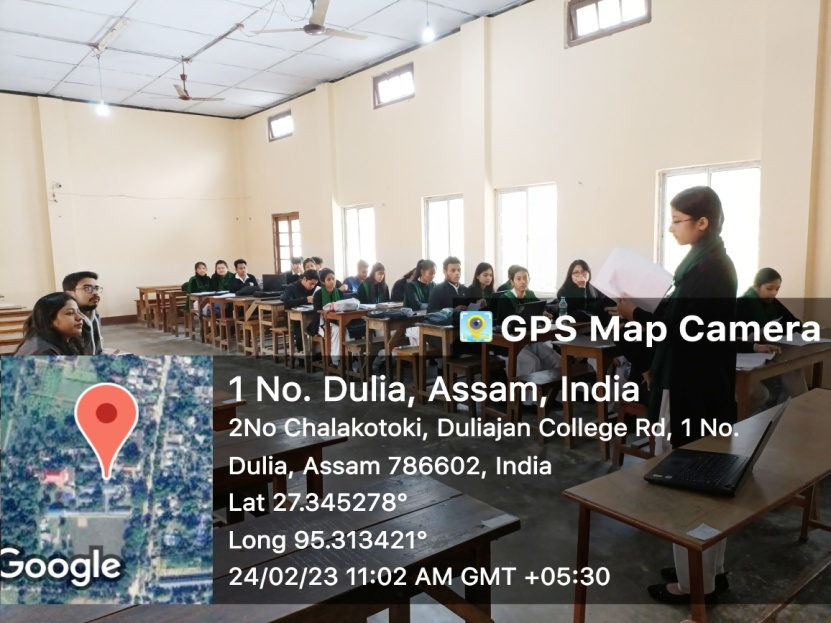 GPS Map Camera
1 No. Dulia, Assam, India
2No Chalakotoki, Duliajan College Rd, 1 No.
Dulia, Assam 786602, India
Lat 27.345278°
Long 95.313421°
24/02/23 11:02 AM GMT +05:30
Google